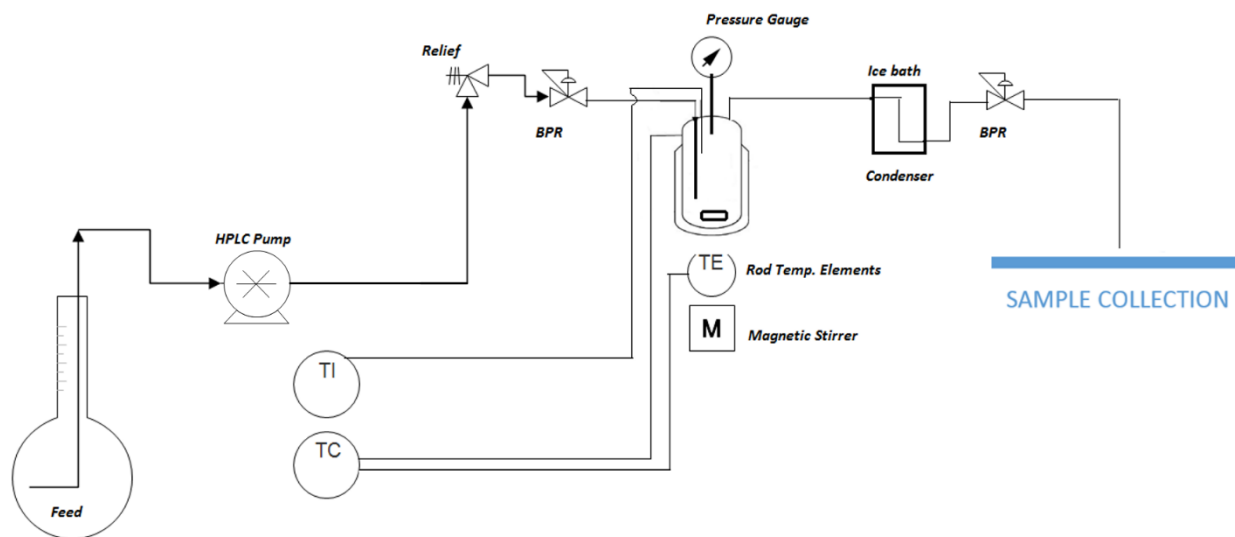 Pressure Gauge
Relief
Ice bath
BPR
BPR
Condenser
HPLC Pump
TE
Rod Temp. Elements
SAMPLE COLLECTION
M
Magnetic Stirrer
TI
TC
Feed